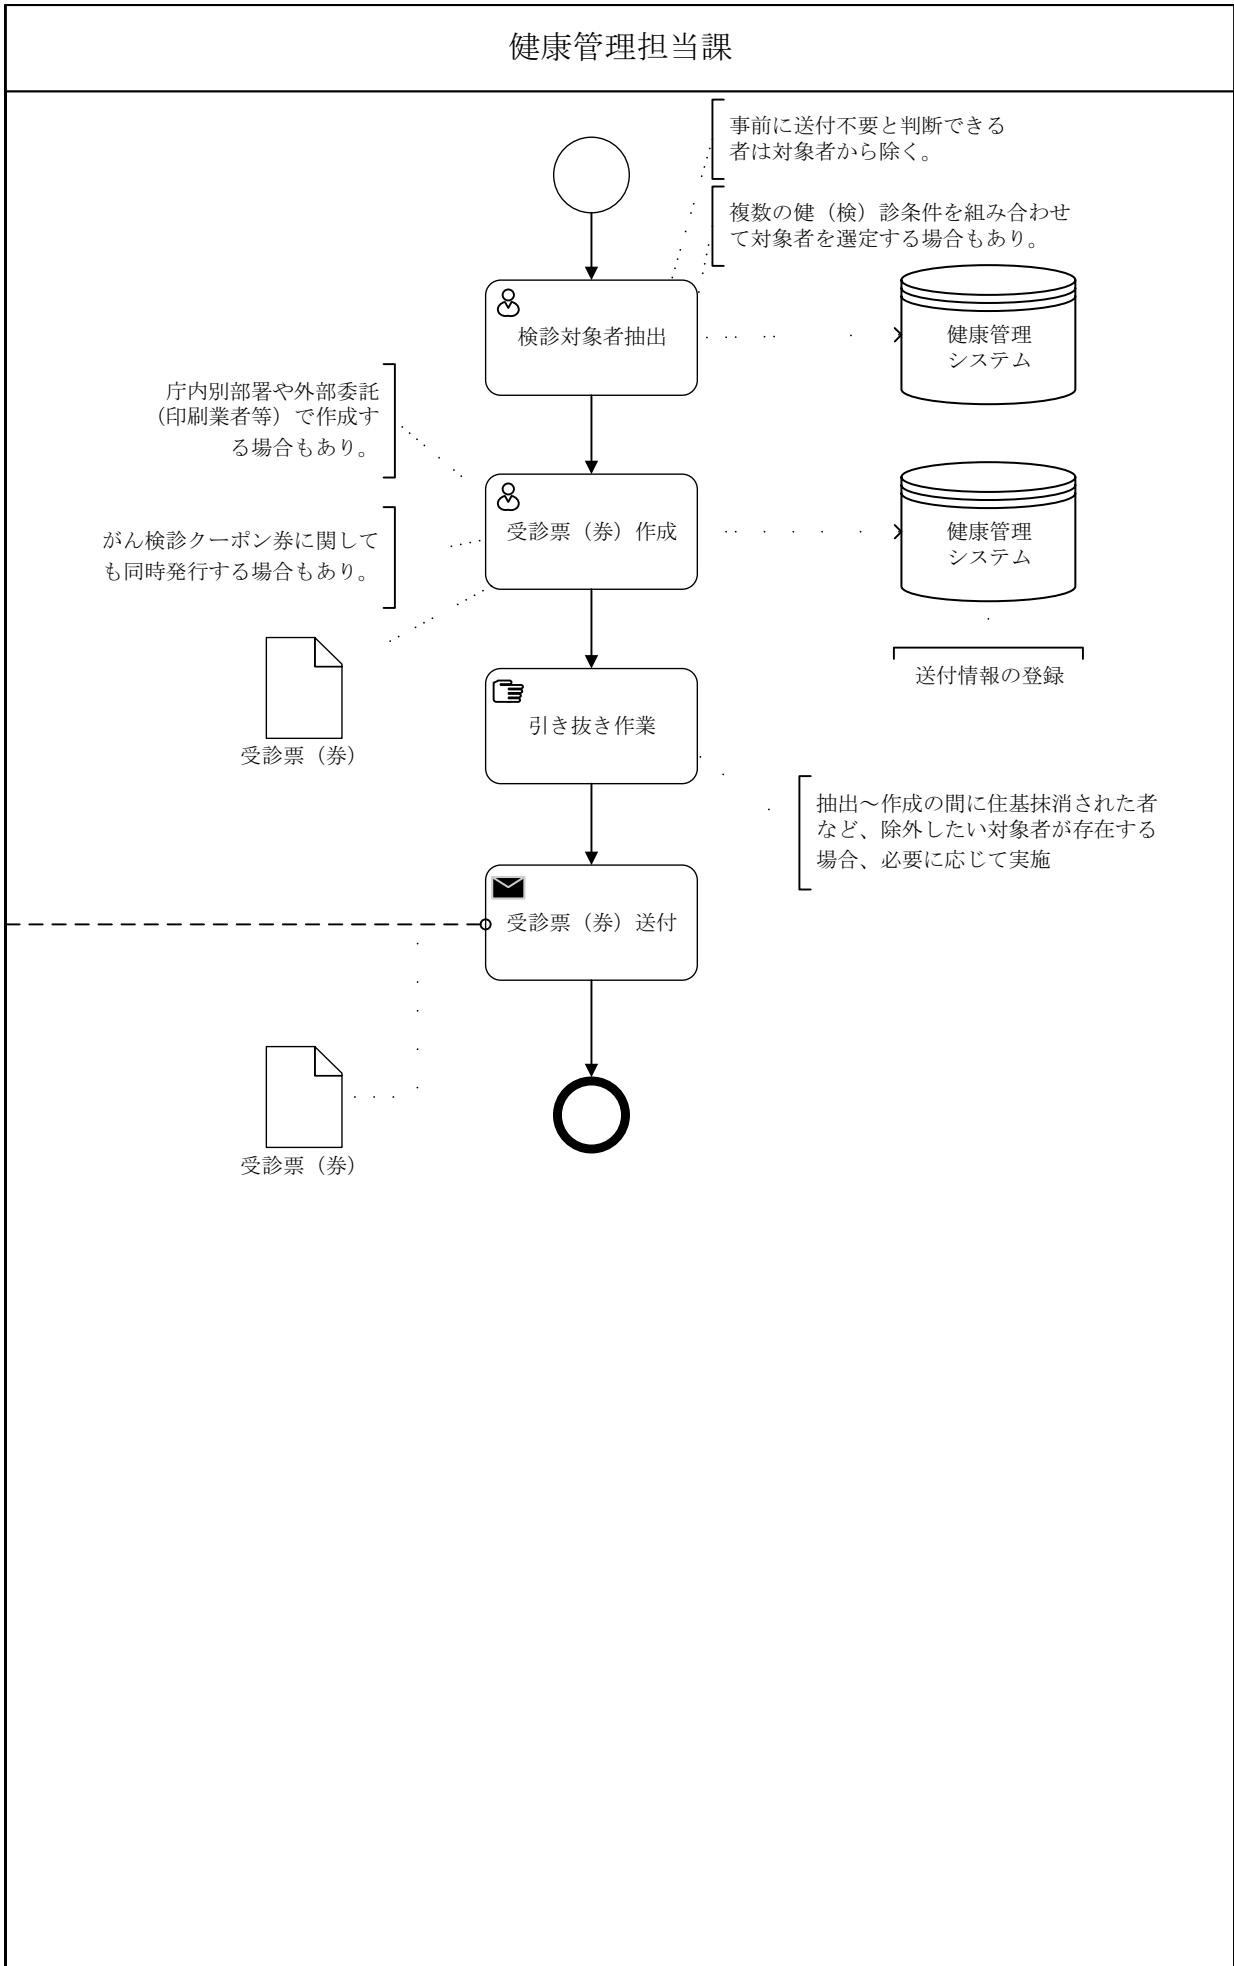 健康管理担当課
事前に送付不要と判断できる
者は対象者から除く。
複数の健（検）診条件を組み合わせ
て対象者を選定する場合もあり。
検診対象者抽出
健康管理
システム
庁内別部署や外部委託
（印刷業者等）で作成す
る場合もあり。
受診票（券）作成
健康管理
システム
がん検診クーポン券に関して
も同時発行する場合もあり。
送付情報の登録
受診票（券）
引き抜き作業
抽出～作成の間に住基抹消された者
など、除外したい対象者が存在する
場合、必要に応じて実施
受診票（券）送付
受診票（券）